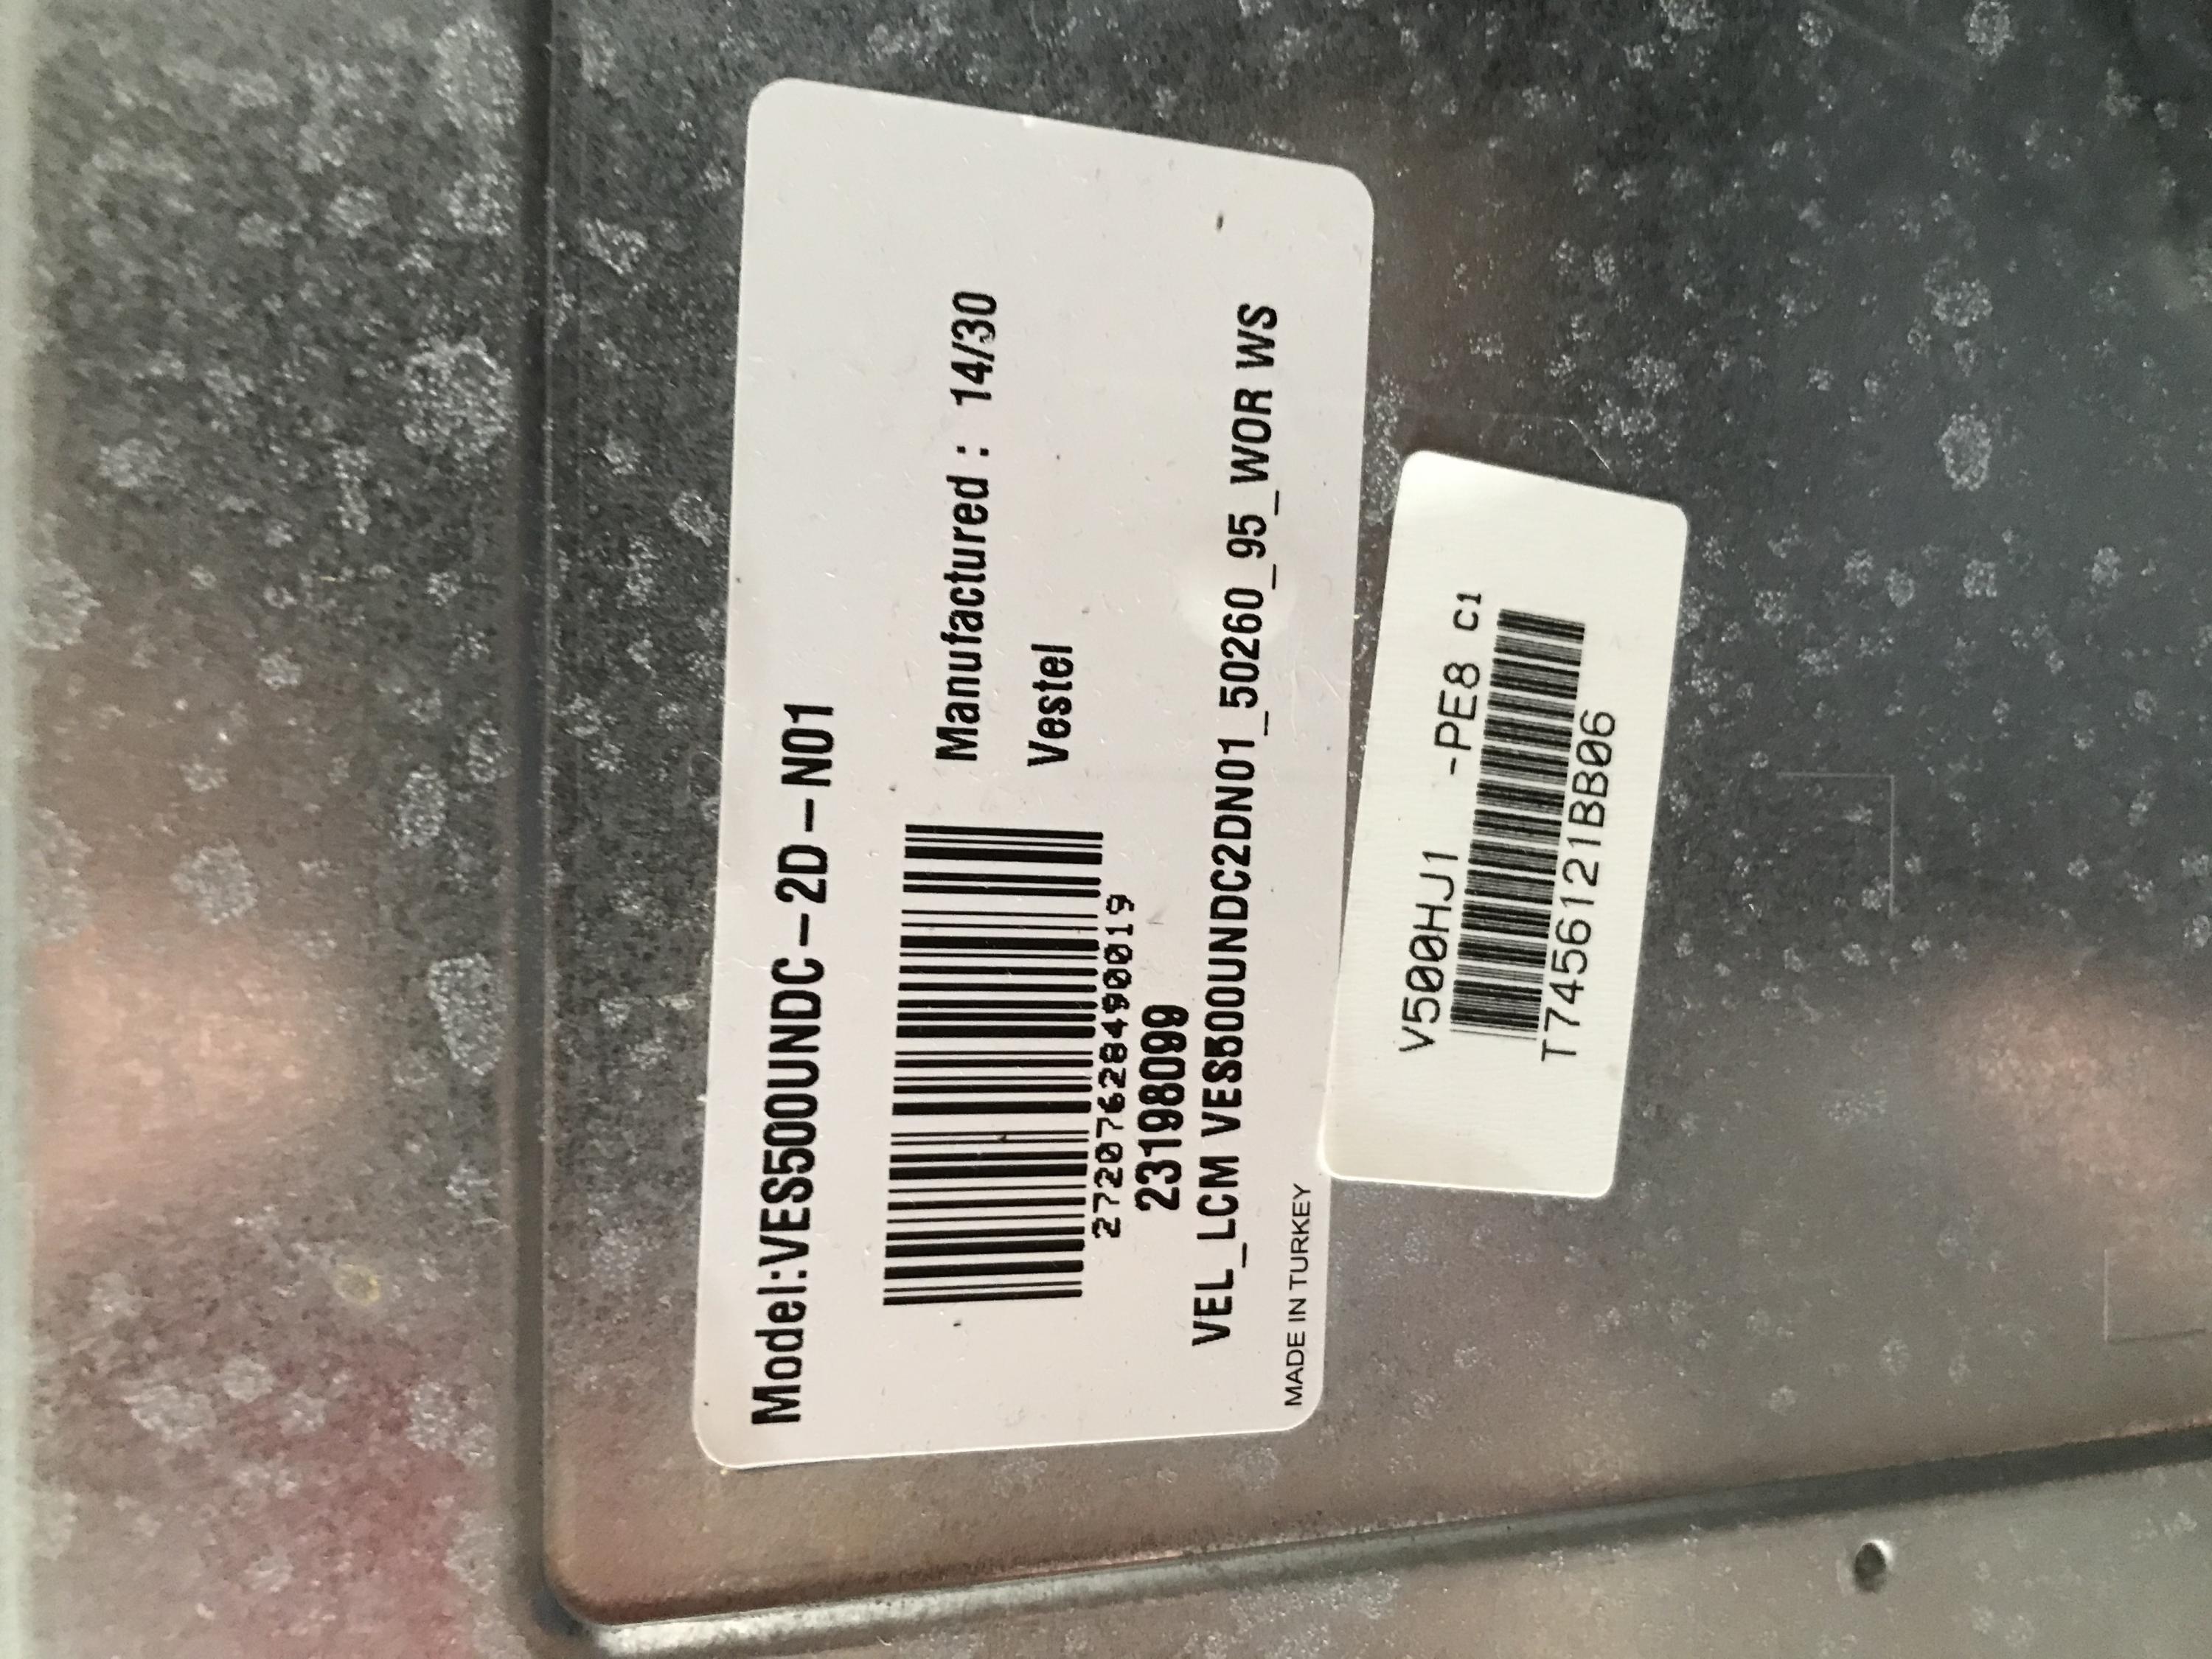 Model:VES500UNDC-2D-N01
Manufactured : 14/30
Vestel
27207628490019
23198099
VEL_LCM VES500UNDC2DN01_50260_95_WOR WS
MADE IN TURKEY
V500HJ1 -PE8 C1
T7456121BB06